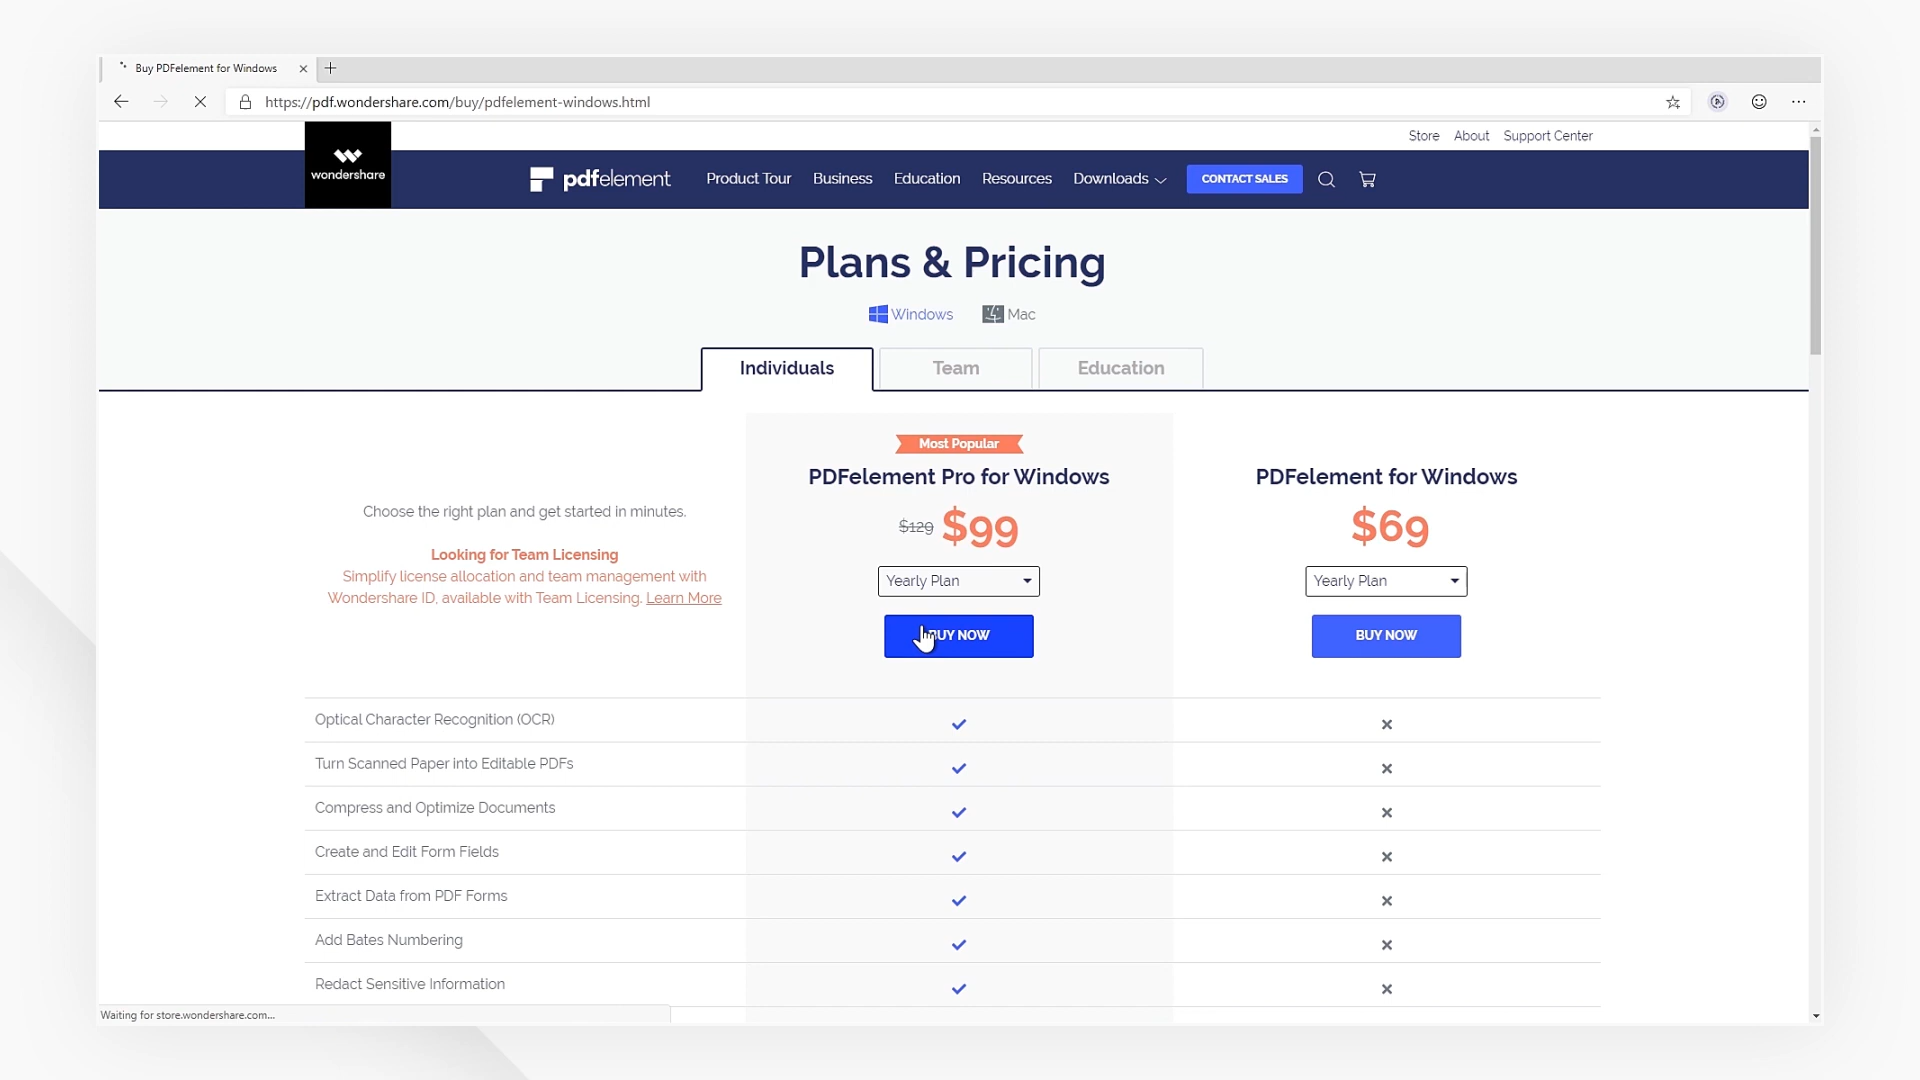 Buy PDFelement for Windows
https://pdf.wondershare.com/buy/pdfelement-windows.html
Store About Support Center
wondershare
pdfelement Product Tour Business Education Resources Downloads CONTACT SALES
Plans & Pricing
Windows Mac
Individuals Team Education
Most Popular
PDFelement Pro for Windows PDFelement for Windows
Choose the right plan and get started in minutes.
$129 $99 $69
Looking for Team Licensing
Simplify license allocation and team management with
Wondershare ID, available with Team Licensing. Learn More
Yearly Plan Yearly Plan
BUY NOW BUY NOW
Optical Character Recognition (OCR)
Turn Scanned Paper into Editable PDFs
Compress and Optimize Documents
Create and Edit Form Fields
Extract Data from PDF Forms
Add Bates Numbering
Redact Sensitive Information
Waiting for store.wondershare.com...